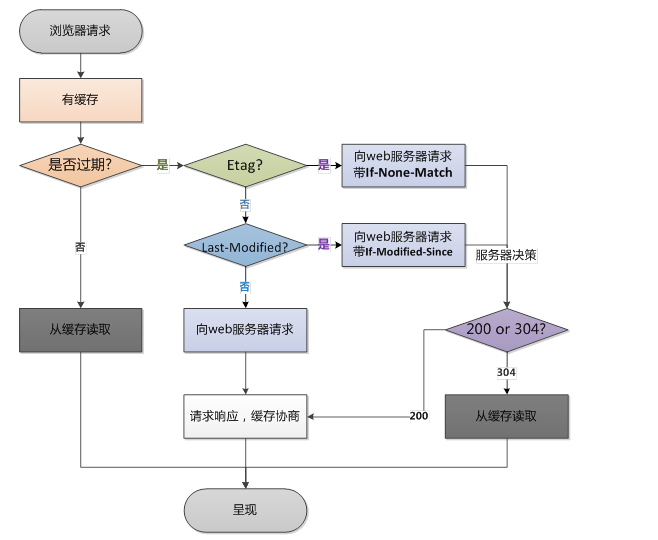 浏览器请求
有缓存
是否过期?
是
Etag?
是
向web服务器请求
带If-None-Match
否
否
Last-Modified?
是
向web服务器请求
带If-Modified-Since
服务器决策
否
从缓存读取
向web服务器请求
200 or 304?
304
请求响应，缓存协商
200
从缓存读取
呈现